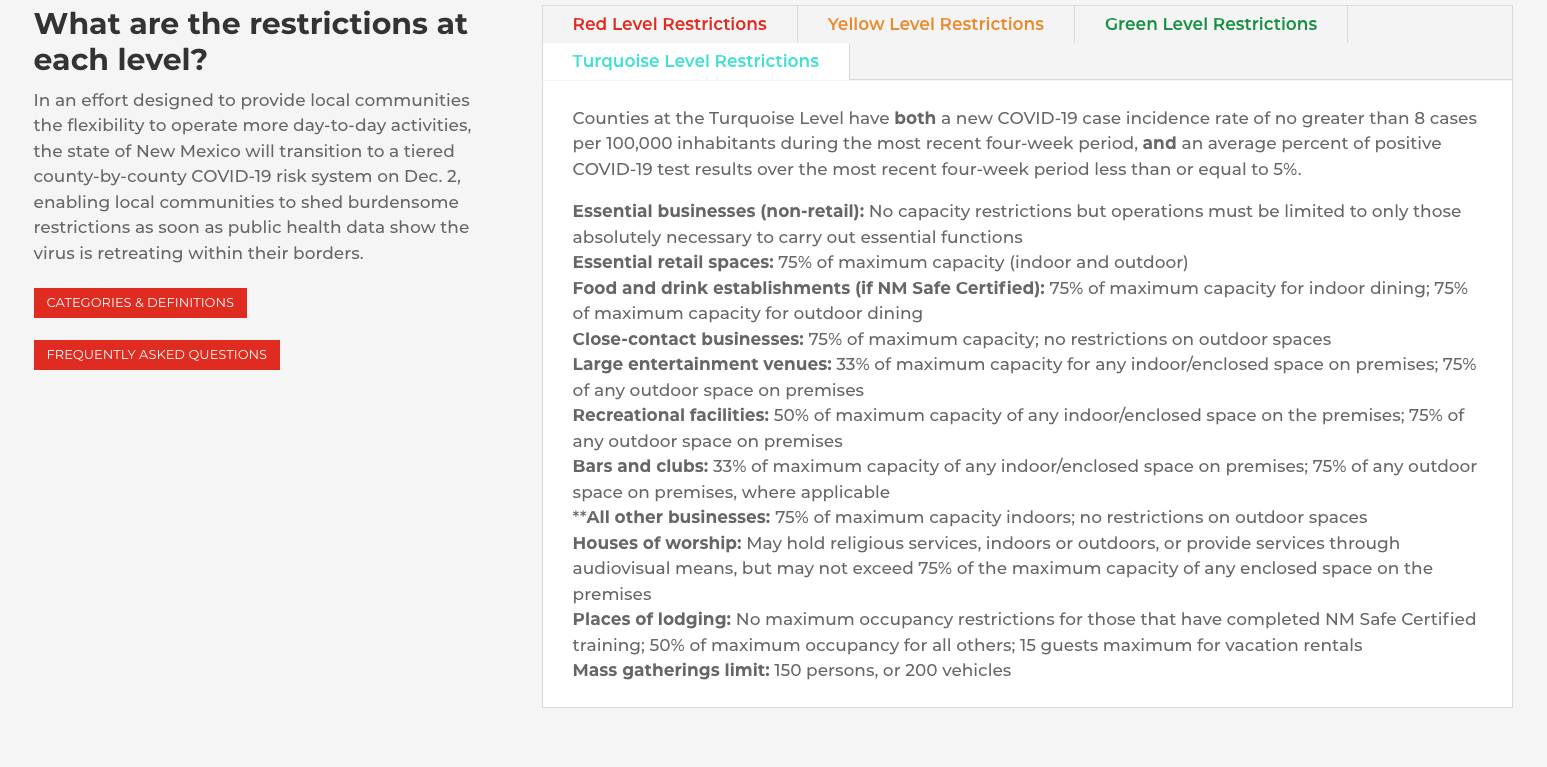 What are the restrictions at
each level?
In an effort designed to provide local communities
the flexibility to operate more day-to-day activities,
the state of New Mexico will transition to a tiered
county-by-county COVID-19 risk system on Dec. 2,
enabling local communities to shed burdensome
restrictions as soon as public health data show the
virus is retreating within their borders.
CATEGORIES & DEFINITIONS
FREQUENTLY ASKED QUESTIONS
Red Level Restrictions
Yellow Level Restrictions
Green Level Restrictions
Turquoise Level Restrictions
Counties at the Turquoise Level have both a new COVID-19 case incidence rate of no greater than 8 cases
per 100,000 inhabitants during the most recent four-week period, and an average percent of positive
COVID-19 test results over the most recent four-week period less than or equal to 5%.
Essential businesses (non-retail): No capacity restrictions but operations must be limited to only those
absolutely necessary to carry out essential functions
Essential retail spaces: 75% of maximum capacity (indoor and outdoor)
Food and drink establishments (if NM Safe Certified): 75% of maximum capacity for indoor dining; 75%
of maximum capacity for outdoor dining
Close-contact businesses: 75% of maximum capacity; no restrictions on outdoor spaces
Large entertainment venues: 33% of maximum capacity for any indoor/enclosed space on premises; 75%
of any outdoor space on premises
Recreational facilities: 50% of maximum capacity of any indoor/enclosed space on the premises; 75% of
any outdoor space on premises
Bars and clubs: 33% of maximum capacity of any indoor/enclosed space on premises; 75% of any outdoor
space on premises, where applicable
**All other businesses: 75% of maximum capacity indoors; no restrictions on outdoor spaces
Houses of worship: May hold religious services, indoors or outdoors, or provide services through
audiovisual means, but may not exceed 75% of the maximum capacity of any enclosed space on the
premises
Places of lodging: No maximum occupancy restrictions for those that have completed NM Safe Certified
training; 50% of maximum occupancy for all others; 15 guests maximum for vacation rentals
Mass gatherings limit: 150 persons, or 200 vehicles